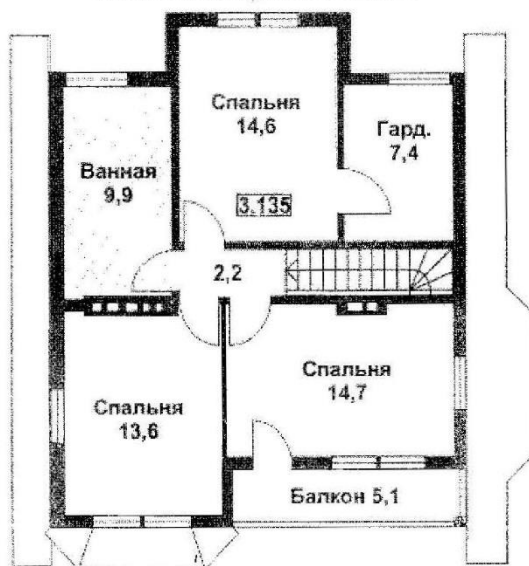 Спальня
14,6
Гард.
7,4
Ванная
9,9
3.135
2,2
Спальня
14,7
Спальня
13,6
Балкон 5,1